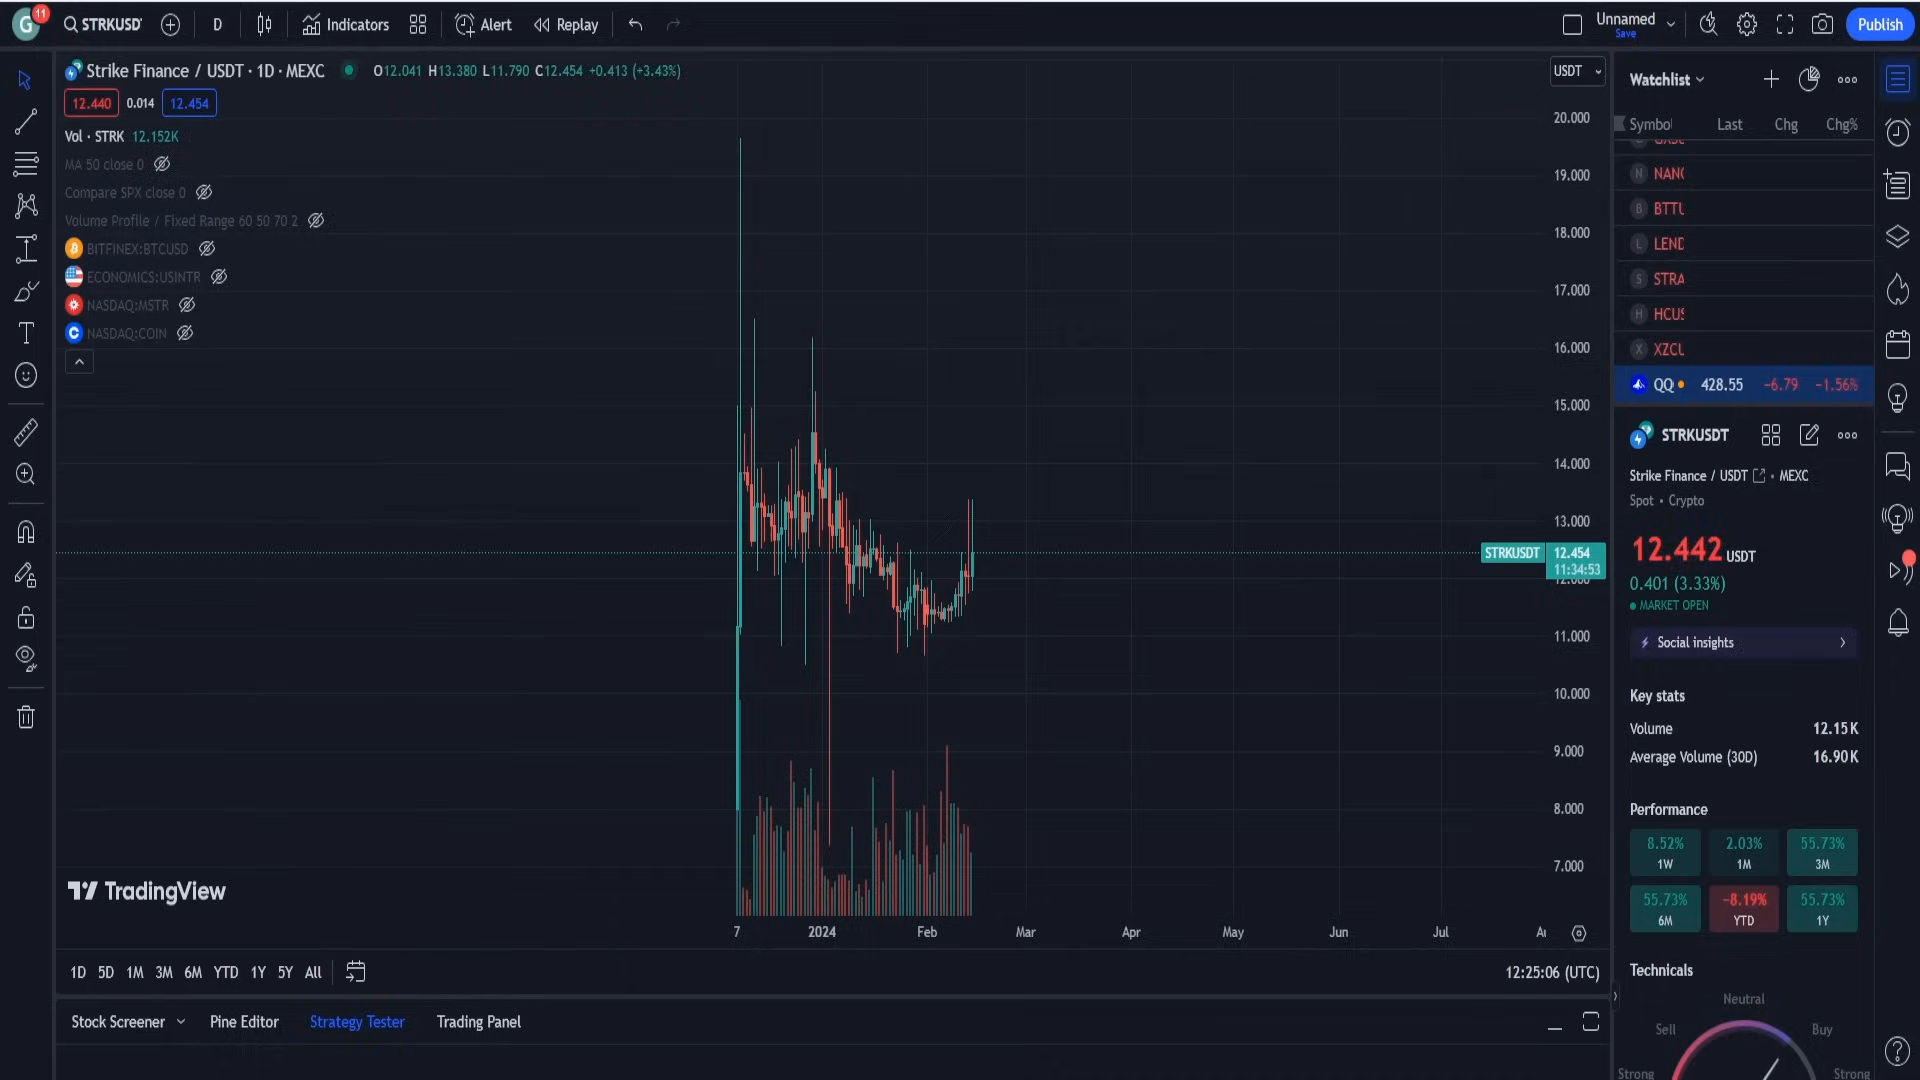 G 11 STRKUSDT D Indicators Alert Replay Unnamed Save Publish
Strike Finance / USDT · 1D · MEXC O12.041 H13.380 L11.790 C12.454 +0.413 (+3.43%)
12.440 0.014 12.454
Vol · STRK 12.152K
MA 50 close 0
Compare SPX close 0
Volume Profile / Fixed Range 60 50 70 2
BITFINEX:BTCUSD
ECONOMICS:USINTR
NASDAQ:MSTR
NASDAQ:COIN
USDT
20.000
19.000
18.000
17.000
16.000
15.000
14.000
13.000
STRKUSDT 12.454
11:34:53
12.000
11.000
10.000
9.000
8.000
7.000
TradingView
7 2024 Feb Mar Apr May Jun Jul
1D 5D 1M 3M 6M YTD 1Y 5Y All 12:25:06 (UTC)
Stock Screener Pine Editor Strategy Tester Trading Panel
Watchlist
Symbol Last Chg Chg%
N NANO
B BTTU
L LEND
S STRA
H HCUS
X XZCU
QQ 428.55 −6.79 −1.56%
STRKUSDT
Strike Finance / USDT • MEXC
Spot • Crypto
12.442 USDT
0.401 (3.33%)
MARKET OPEN
Social insights
Key stats
Volume 12.15K
Average Volume (30D) 16.90K
Performance
8.52% 2.03% 55.73%
1W 1M 3M
55.73% −8.19% 55.73%
6M YTD 1Y
Technicals
Neutral
Sell Buy
Strong Strong